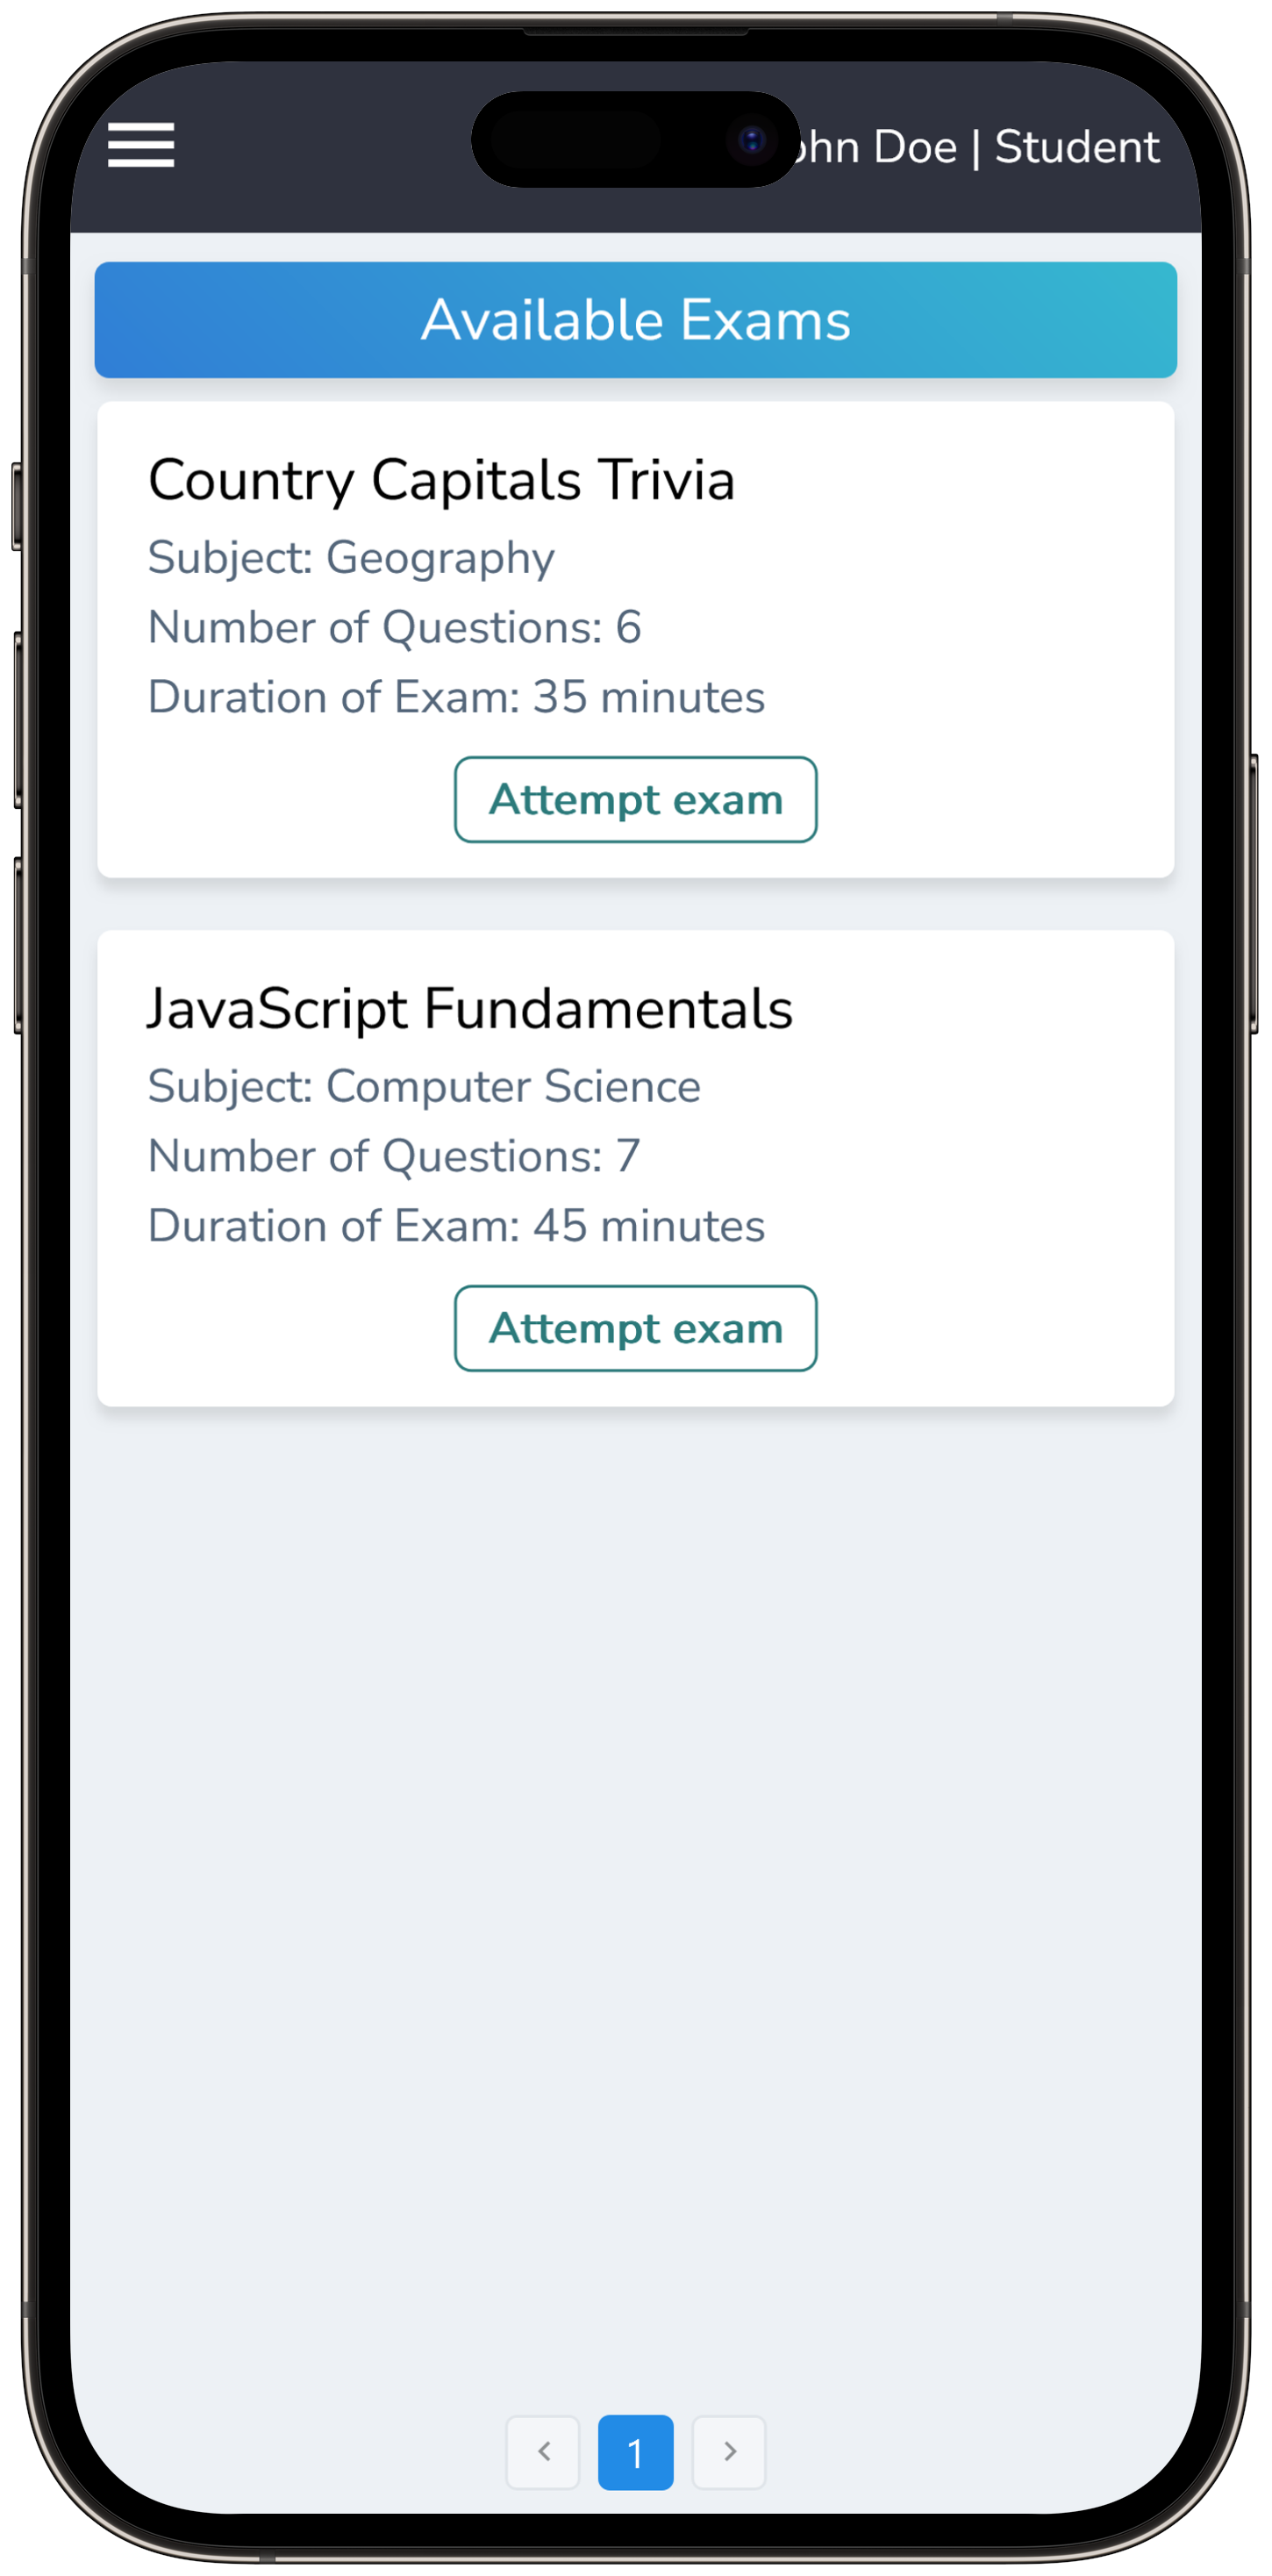 ohn Doe | Student
Available Exams
Country Capitals Trivia
Subject: Geography
Number of Questions: 6
Duration of Exam: 35 minutes
Attempt exam
JavaScript Fundamentals
Subject: Computer Science
Number of Questions: 7
Duration of Exam: 45 minutes
Attempt exam
1